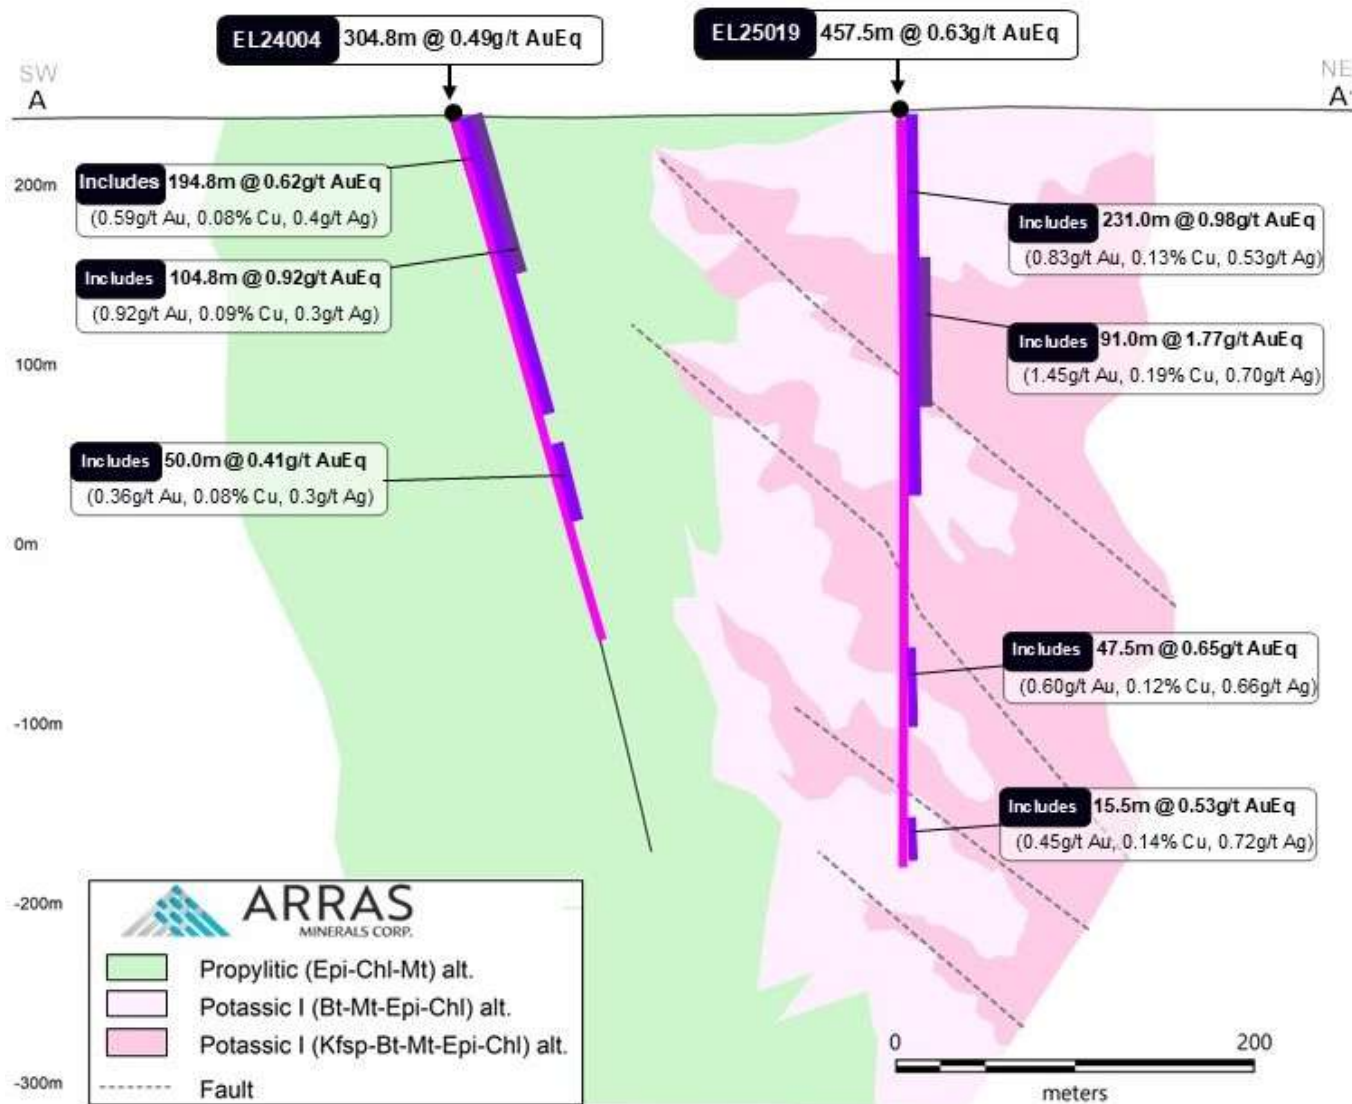 EL24004 304.8m @ 0.49g/t AuEq
EL25019 457.5m @ 0.63g/t AuEq
SW
A
NE
A'
Includes 194.8m @ 0.62g/t AuEq
(0.59g/t Au, 0.08% Cu, 0.4g/t Ag)
Includes 104.8m @ 0.92g/t AuEq
(0.92g/t Au, 0.09% Cu, 0.3g/t Ag)
Includes 50.0m @ 0.41g/t AuEq
(0.36g/t Au, 0.08% Cu, 0.3g/t Ag)
Includes 231.0m @ 0.98g/t AuEq
(0.83g/t Au, 0.13% Cu, 0.53g/t Ag)
Includes 91.0m @ 1.77g/t AuEq
(1.45g/t Au, 0.19% Cu, 0.70g/t Ag)
Includes 47.5m @ 0.65g/t AuEq
(0.60g/t Au, 0.12% Cu, 0.66g/t Ag)
Includes 15.5m @ 0.53g/t AuEq
(0.45g/t Au, 0.14% Cu, 0.72g/t Ag)
200m
100m
0m
-100m
-200m
-300m
ARRAS
MINERALS CORP.
Propylitic (Epi-Chl-Mt) alt.
Potassic I (Bt-Mt-Epi-Chl) alt.
Potassic I (Kfsp-Bt-Mt-Epi-Chl) alt.
Fault
0 200
meters